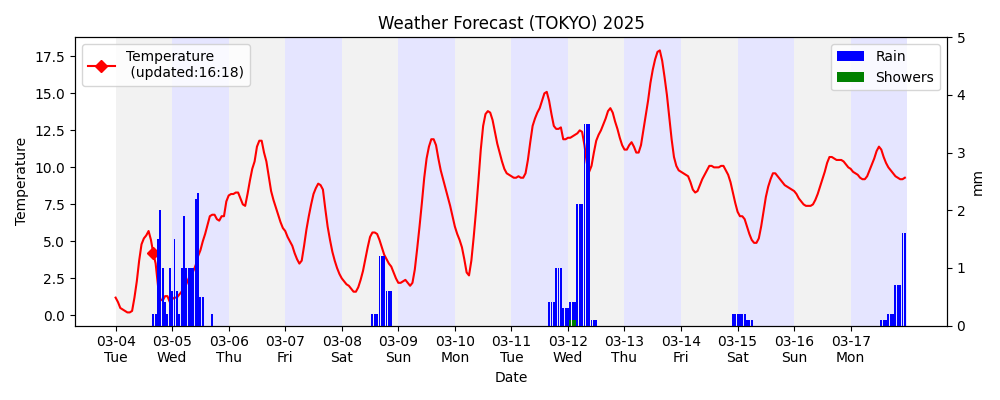 Weather Forecast (TOKYO) 2025
Temperature
(updated:16:18)
Rain
Showers
17.5
15.0
12.5
10.0
7.5
5.0
2.5
0.0
Temperature
5
4
3
2
1
0
mm
03-04 03-05 03-06 03-07 03-08 03-09 03-10 03-11 03-12 03-13 03-14 03-15 03-16 03-17
Tue Wed Thu Fri Sat Sun Mon Tue Wed Thu Fri Sat Sun Mon
Date